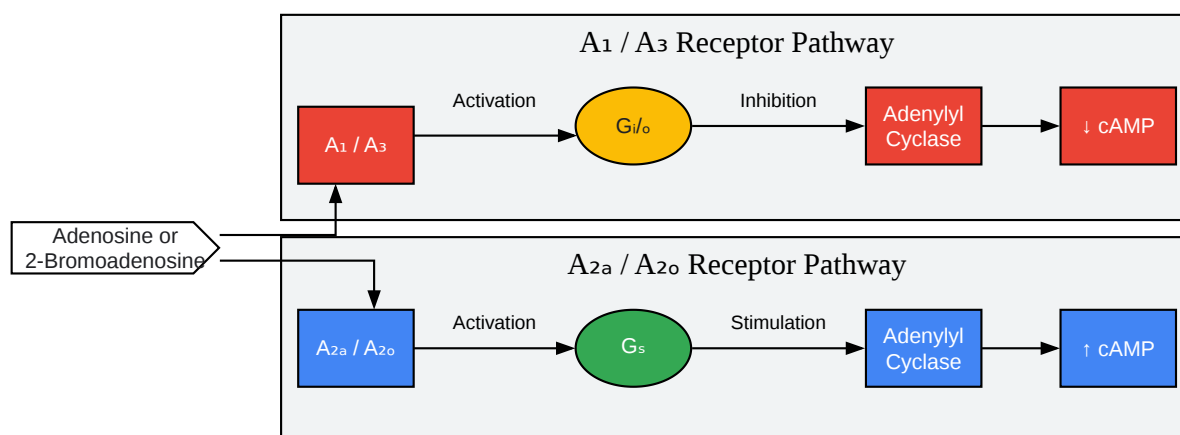 A₁ / A₃ Receptor Pathway
Activation
Inhibition
A₁ / A₃
Gᵢ/ₒ
Adenylyl
Cyclase
↓ cAMP
Adenosine or
2-Bromoadenosine
A₂ₐ / A₂ₒ Receptor Pathway
Activation
Stimulation
A₂ₐ / A₂ₒ
Gₛ
Adenylyl
Cyclase
↑ cAMP